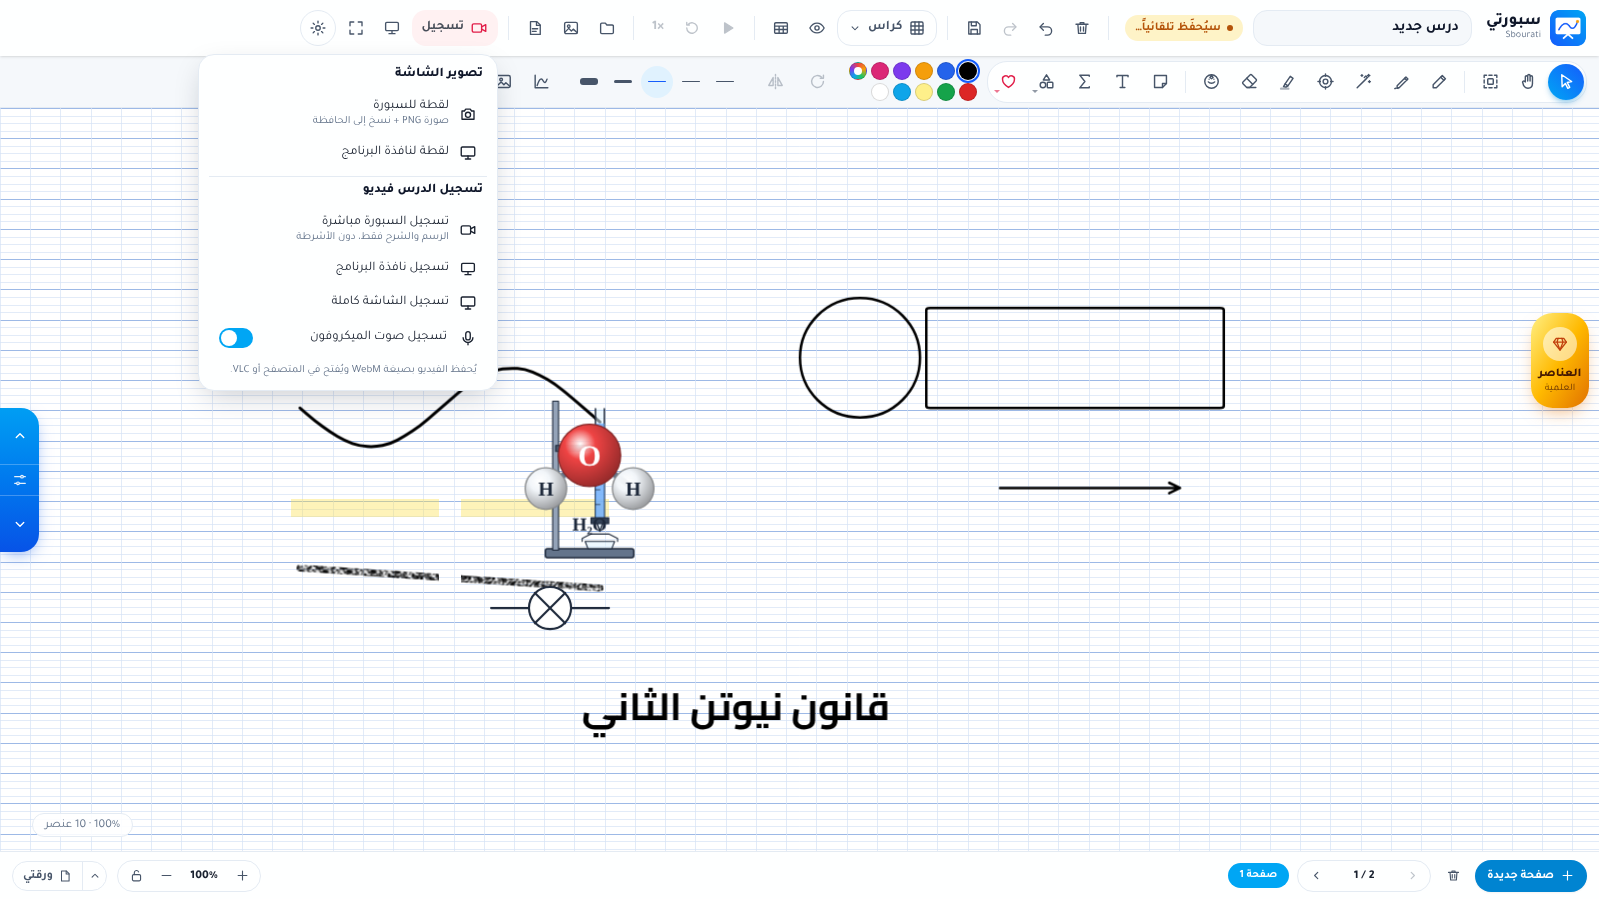 سبورتي
Sbourati
درس جديد
سيُحفَظ تلقائياً...
كراس
1×
تسجيل
تصوير الشاشة
لقطة للسبورة
صورة PNG + نسخ إلى الحافظة
لقطة لنافذة البرنامج
تسجيل الدرس فيديو
تسجيل السبورة مباشرة
الرسم والشرح فقط، دون الأشرطة
تسجيل نافذة البرنامج
تسجيل الشاشة كاملة
تسجيل صوت الميكروفون
يُحفظ الفيديو بصيغة WebM ويُفتح في المتصفح أو VLC.
العناصر
العلمية
O
H
H
قانون نيوتن الثاني
100% · 10 عنصر
صفحة جديدة
1 / 2
صفحة 1
100%
ورقتي